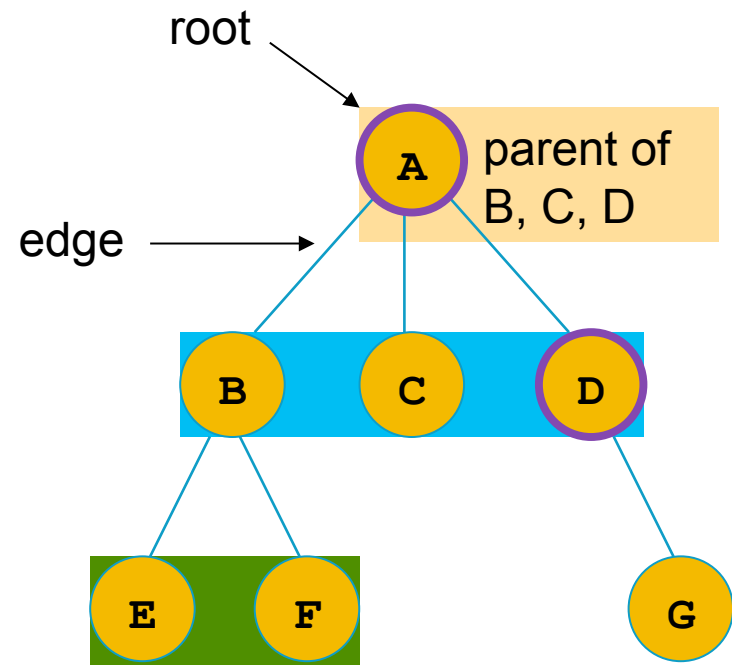 root
A
parent of
B, C, D
edge
B C D
E F G